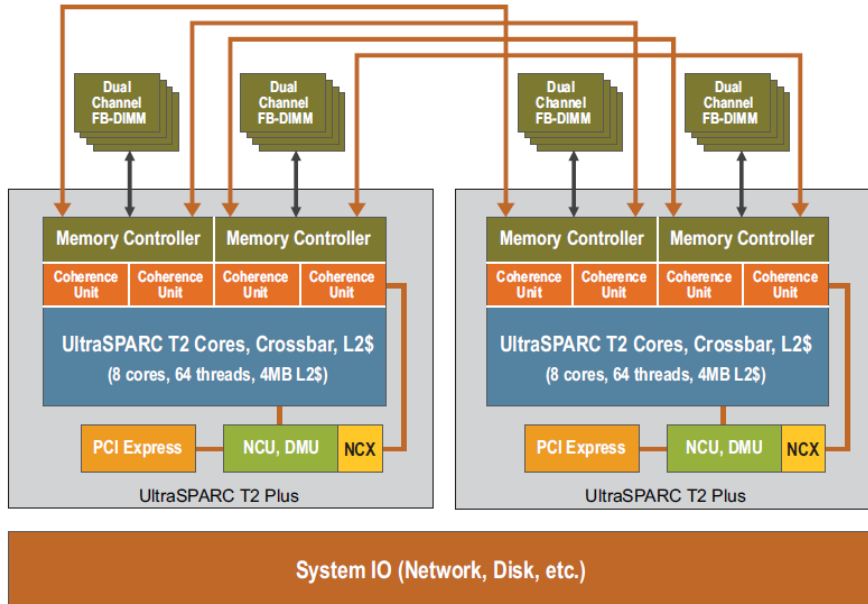 Dual
Channel
FB-DIMM
Dual
Channel
FB-DIMM
Dual
Channel
FB-DIMM
Dual
Channel
FB-DIMM
Memory Controller
Memory Controller
Coherence
Unit
Coherence
Unit
Coherence
Unit
Coherence
Unit
UltraSPARC T2 Cores, Crossbar, L2$
(8 cores, 64 threads, 4MB L2$)
PCI Express
NCU, DMU
NCX
UltraSPARC T2 Plus
Memory Controller
Memory Controller
Coherence
Unit
Coherence
Unit
Coherence
Unit
Coherence
Unit
UltraSPARC T2 Cores, Crossbar, L2$
(8 cores, 64 threads, 4MB L2$)
PCI Express
NCU, DMU
NCX
UltraSPARC T2 Plus
System IO (Network, Disk, etc.)